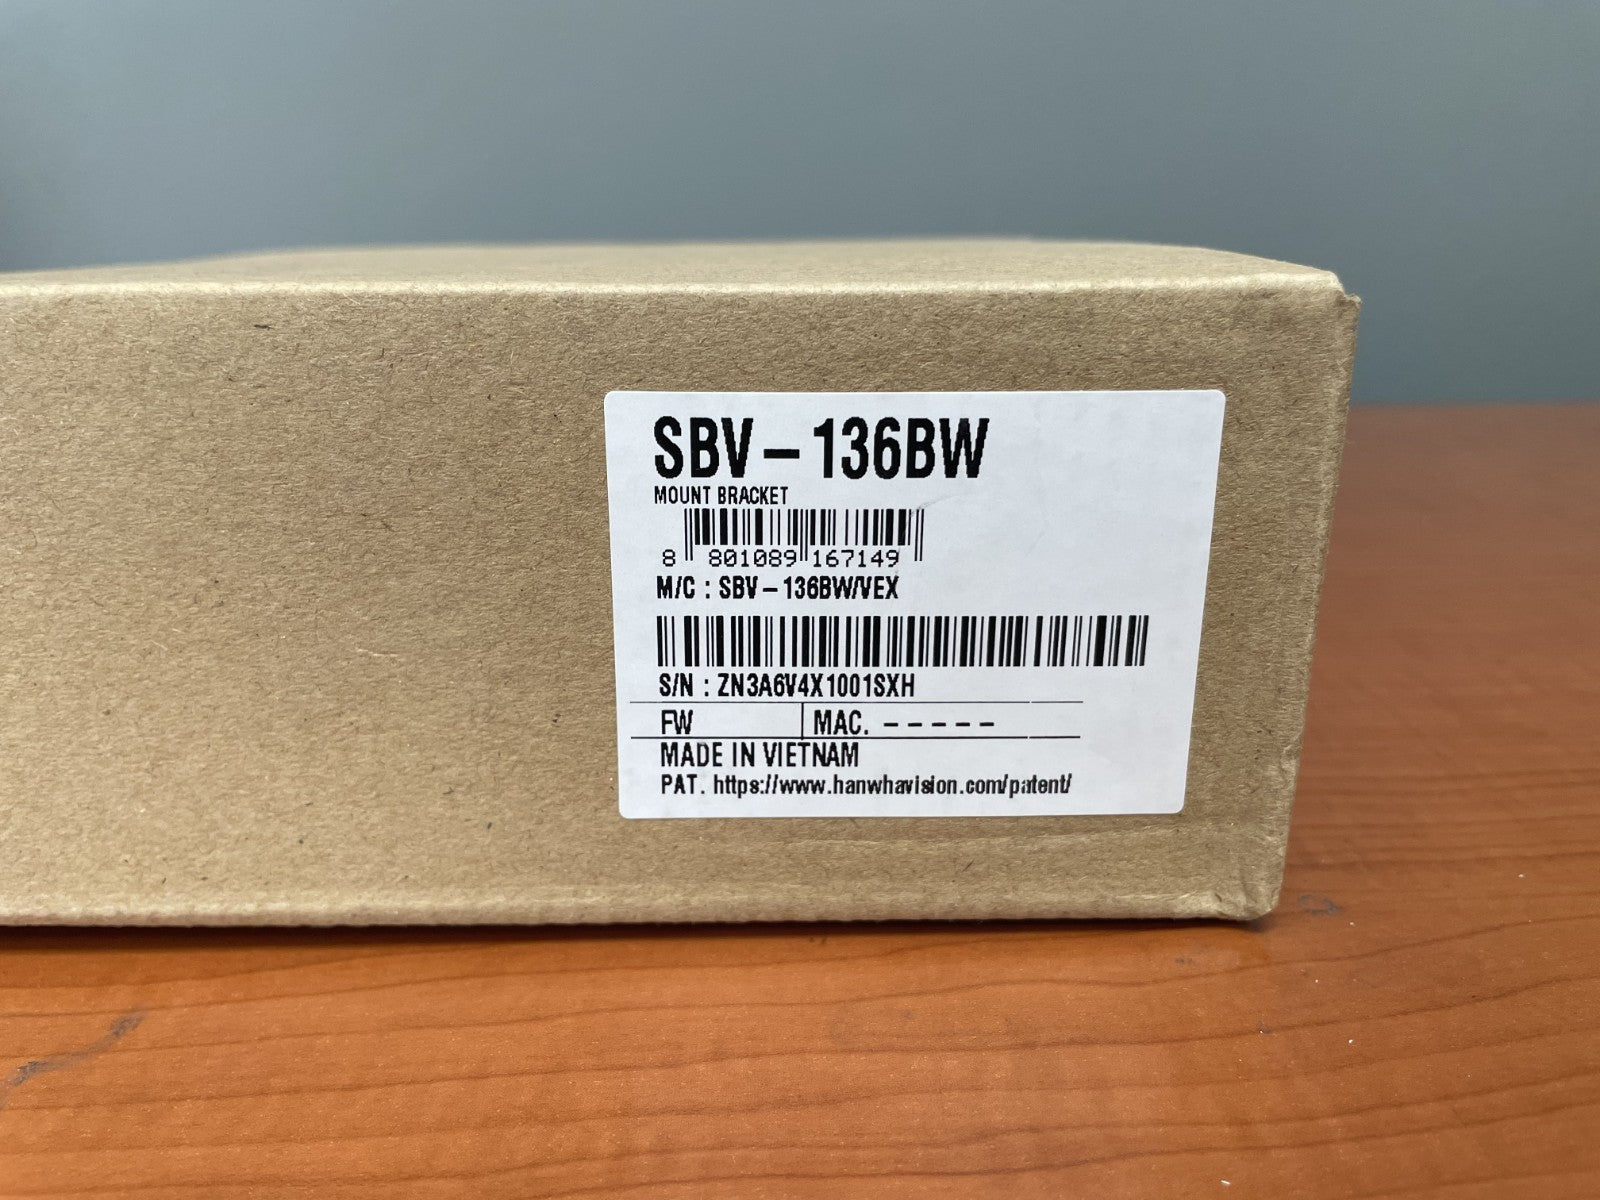 SBV-136BW
MOUNT BRACKET
8 801089 167149
M/C : SBV-136BW/VEX
S/N : ZN3A6V4X1001SXH
FW MAC. -----
MADE IN VIETNAM
PAT. https://www.hanwhavision.com/patent/